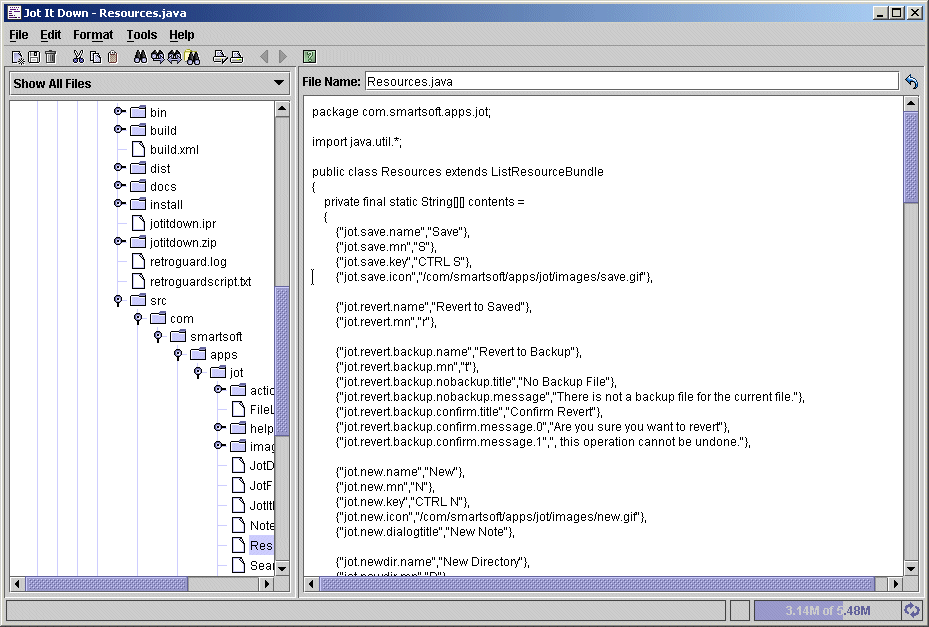 Jot It Down - Resources.java
File Edit Format Tools Help
Show All Files
File Name: Resources.java
bin
build
build.xml
dist
docs
install
jotitdown.ipr
jotitdown.zip
retroguard.log
retroguardscript.txt
src
com
smartsoft
apps
jot
actio
FileL
help
imag
JotD
JotF
JotItI
Note
Res
Sear
package com.smartsoft.apps.jot;
import java.util.*;
public class Resources extends ListResourceBundle
{
private final static String[][] contents =
{
{"jot.save.name","Save"},
{"jot.save.mn","S"},
{"jot.save.key","CTRL S"},
{"jot.save.icon","/com/smartsoft/apps/jot/images/save.gif"},
{"jot.revert.name","Revert to Saved"},
{"jot.revert.mn","r"},
{"jot.revert.backup.name","Revert to Backup"},
{"jot.revert.backup.mn","t"},
{"jot.revert.backup.nobackup.title","No Backup File"},
{"jot.revert.backup.nobackup.message","There is not a backup file for the current file."},
{"jot.revert.backup.confirm.title","Confirm Revert"},
{"jot.revert.backup.confirm.message.0","Are you sure you want to revert"},
{"jot.revert.backup.confirm.message.1",", this operation cannot be undone."},
{"jot.new.name","New"},
{"jot.new.mn","N"},
{"jot.new.key","CTRL N"},
{"jot.new.icon","/com/smartsoft/apps/jot/images/new.gif"},
{"jot.new.dialogtitle","New Note"},
{"jot.newdir.name","New Directory"},
{"jot.newdir.mn","D"},
3.14M of 5.48M